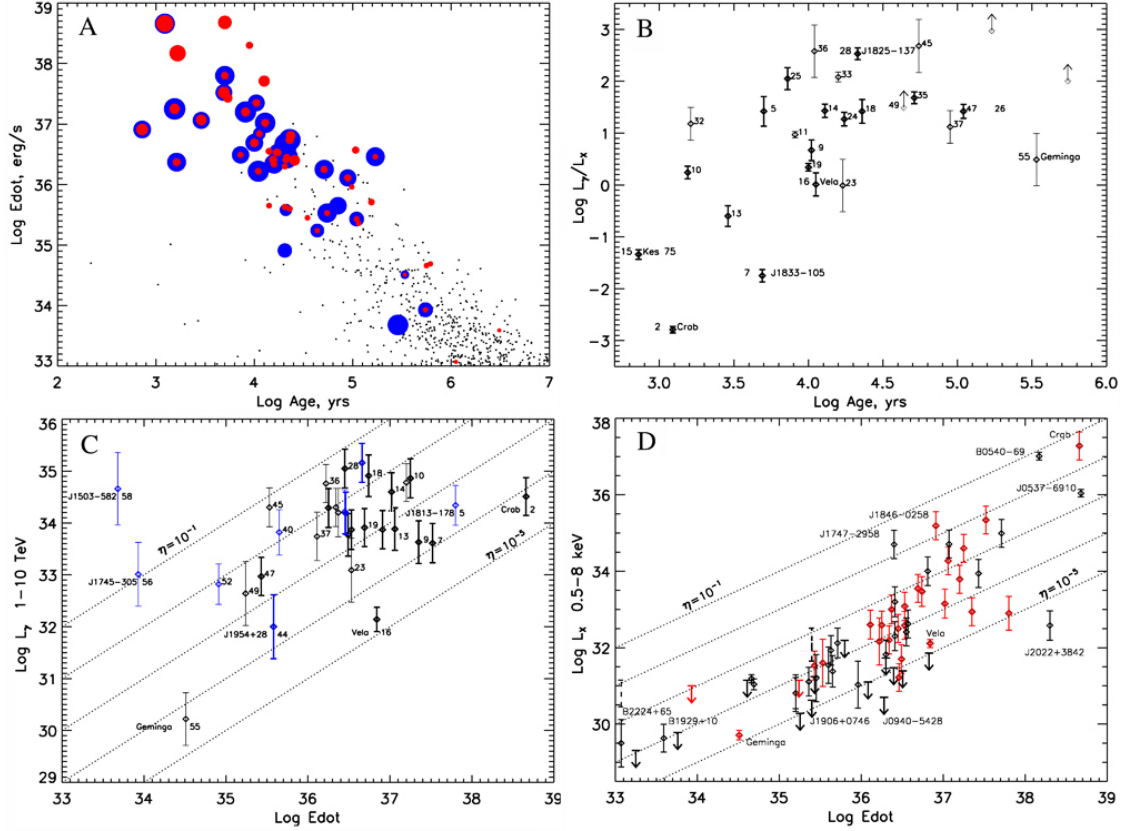 A
Log Edot, erg/s
39
38
37
36
35
34
33
2 3 4 5 6 7
Log Age, yrs
B
Log Lγ/Lx
3
2
1
0
−1
−2
−3
36
28 J1825-137
45
33
25
5
14
24
18
49
35
47
26
37
32
11
9
19
10
16 Vela
23
55 Geminga
13
15 Kes 75
7 J1833-105
2 Crab
3.0 3.5 4.0 4.5 5.0 5.5 6.0
Log Age, yrs
C
Log Lγ 1−10 TeV
36
35
34
33
32
31
30
29
J1503-582 58
η=10⁻¹
45
36
28
18
14
10
J1813-178 5
Crab 2
η=10⁻⁵
40
37
19
13
9
7
J1745-305 56
52
47
49
23
J1954+28
44
Vela 16
Geminga 55
33 34 35 36 37 38 39
Log Edot
D
Log Lx 0.5−8 keV
38
36
34
32
30
28
Crab
B0540−69
J0537−6910
J1846−0258
J1747−2958
η=10⁻¹
η=10⁻⁵
Vela
J2022+3842
B2224+65
B1929+10
J1906+0746
J0940−5428
Geminga
33 34 35 36 37 38 39
Log Edot